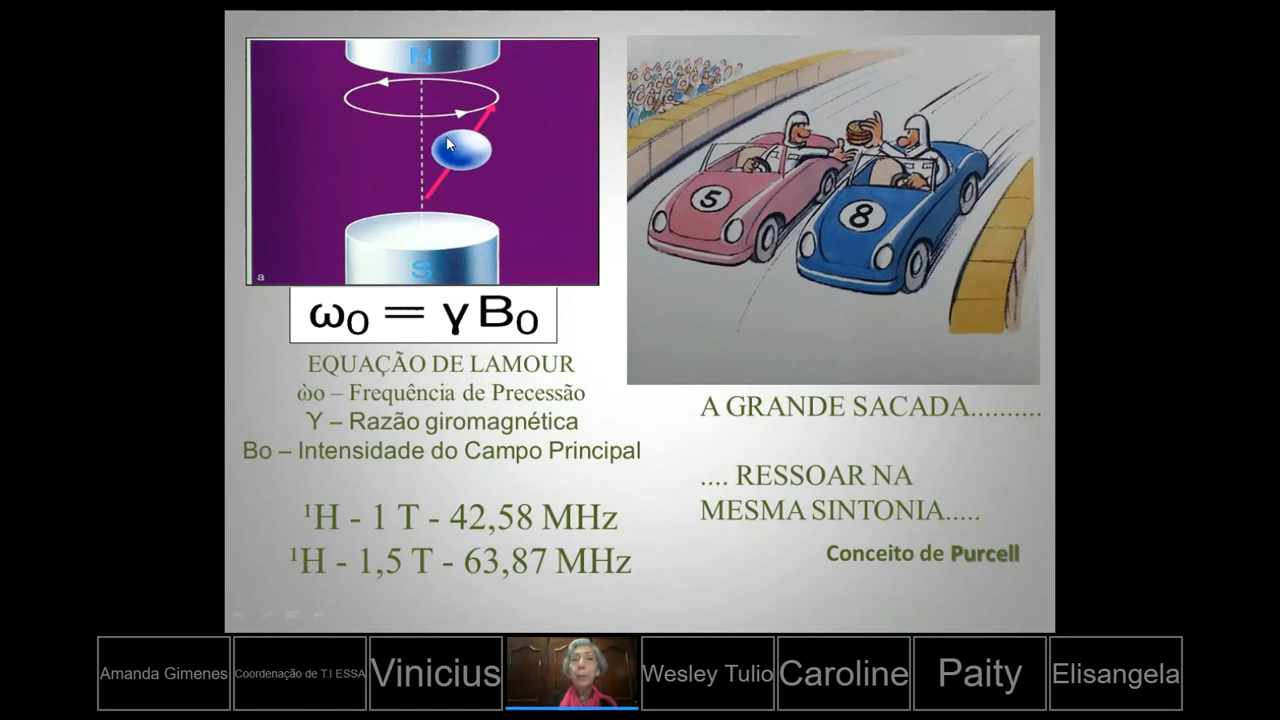 N
S
a
ω₀ = γ B₀
EQUAÇÃO DE LAMOUR
ὼo – Frequência de Precessão
ϒ – Razão giromagnética
Bo – Intensidade do Campo Principal
¹H - 1 T - 42,58 MHz
¹H - 1,5 T - 63,87 MHz
5
8
A GRANDE SACADA..........
.... RESSOAR NA
MESMA SINTONIA.....
Conceito de Purcell
Amanda Gimenes
Coordenação de T.I ESSA
Vinicius
Wesley Tulio
Caroline
Paity
Elisangela